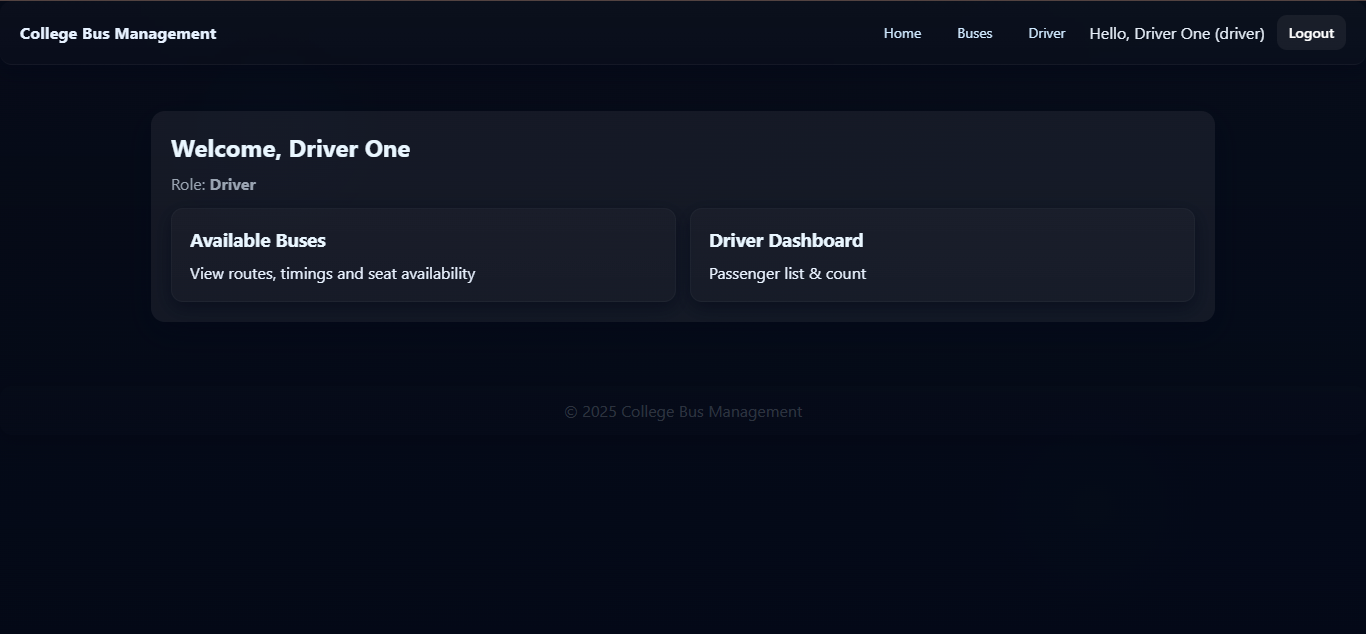 College Bus Management
Home Buses Driver Hello, Driver One (driver) Logout
Welcome, Driver One
Role: Driver
Available Buses
View routes, timings and seat availability
Driver Dashboard
Passenger list & count
© 2025 College Bus Management